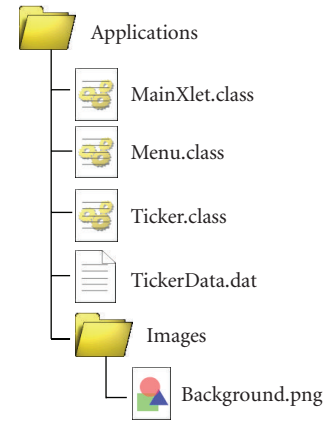 Applications
MainXlet.class
Menu.class
Ticker.class
TickerData.dat
Images
Background.png